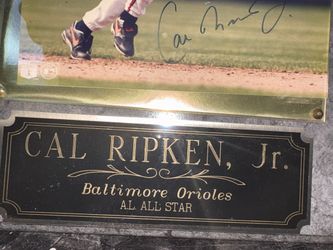 CAL RIPKEN, Jr.
Baltimore Orioles
A.L. ALL STAR